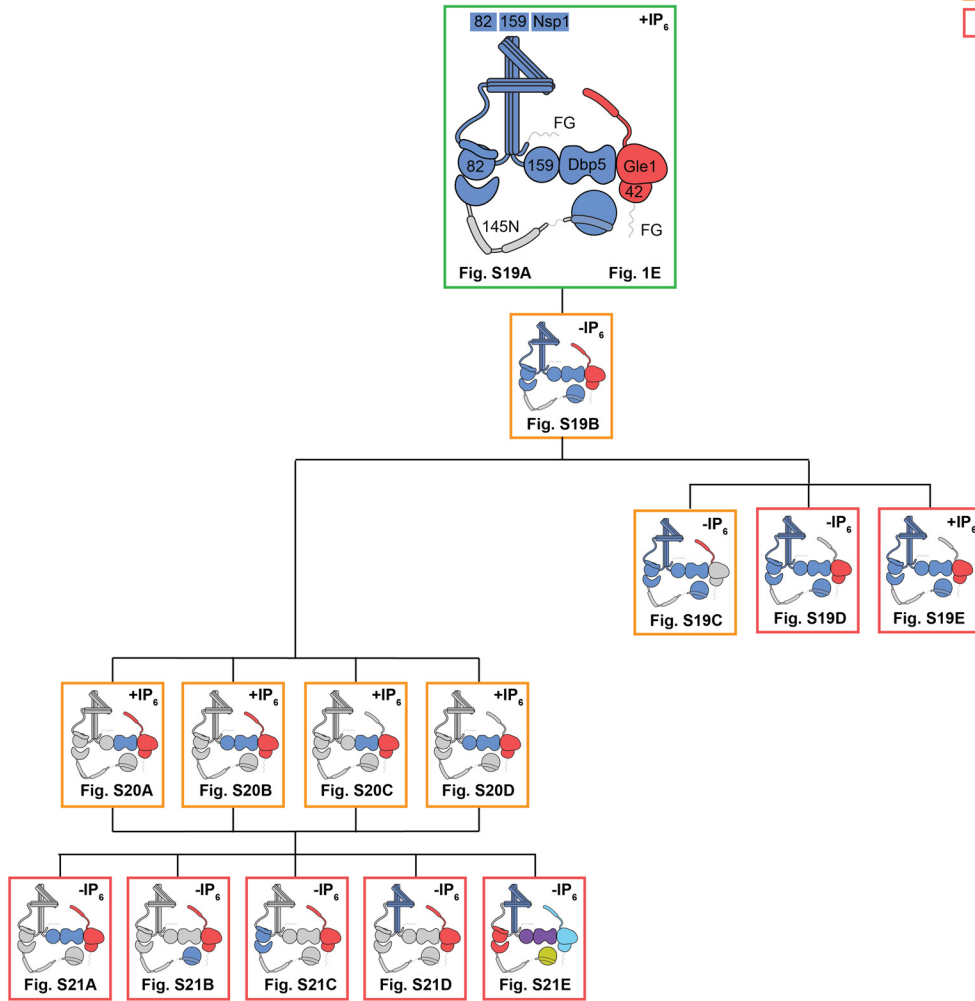 82 159 Nsp1 +IP6
FG
82 159 Dbp5 Gle1
42
145N
FG
Fig. S19A Fig. 1E
-IP6
Fig. S19B
-IP6 -IP6 +IP6
Fig. S19C Fig. S19D Fig. S19E
+IP6 +IP6 +IP6 +IP6
Fig. S20A Fig. S20B Fig. S20C Fig. S20D
-IP6 -IP6 -IP6 -IP6 -IP6
Fig. S21A Fig. S21B Fig. S21C Fig. S21D Fig. S21E